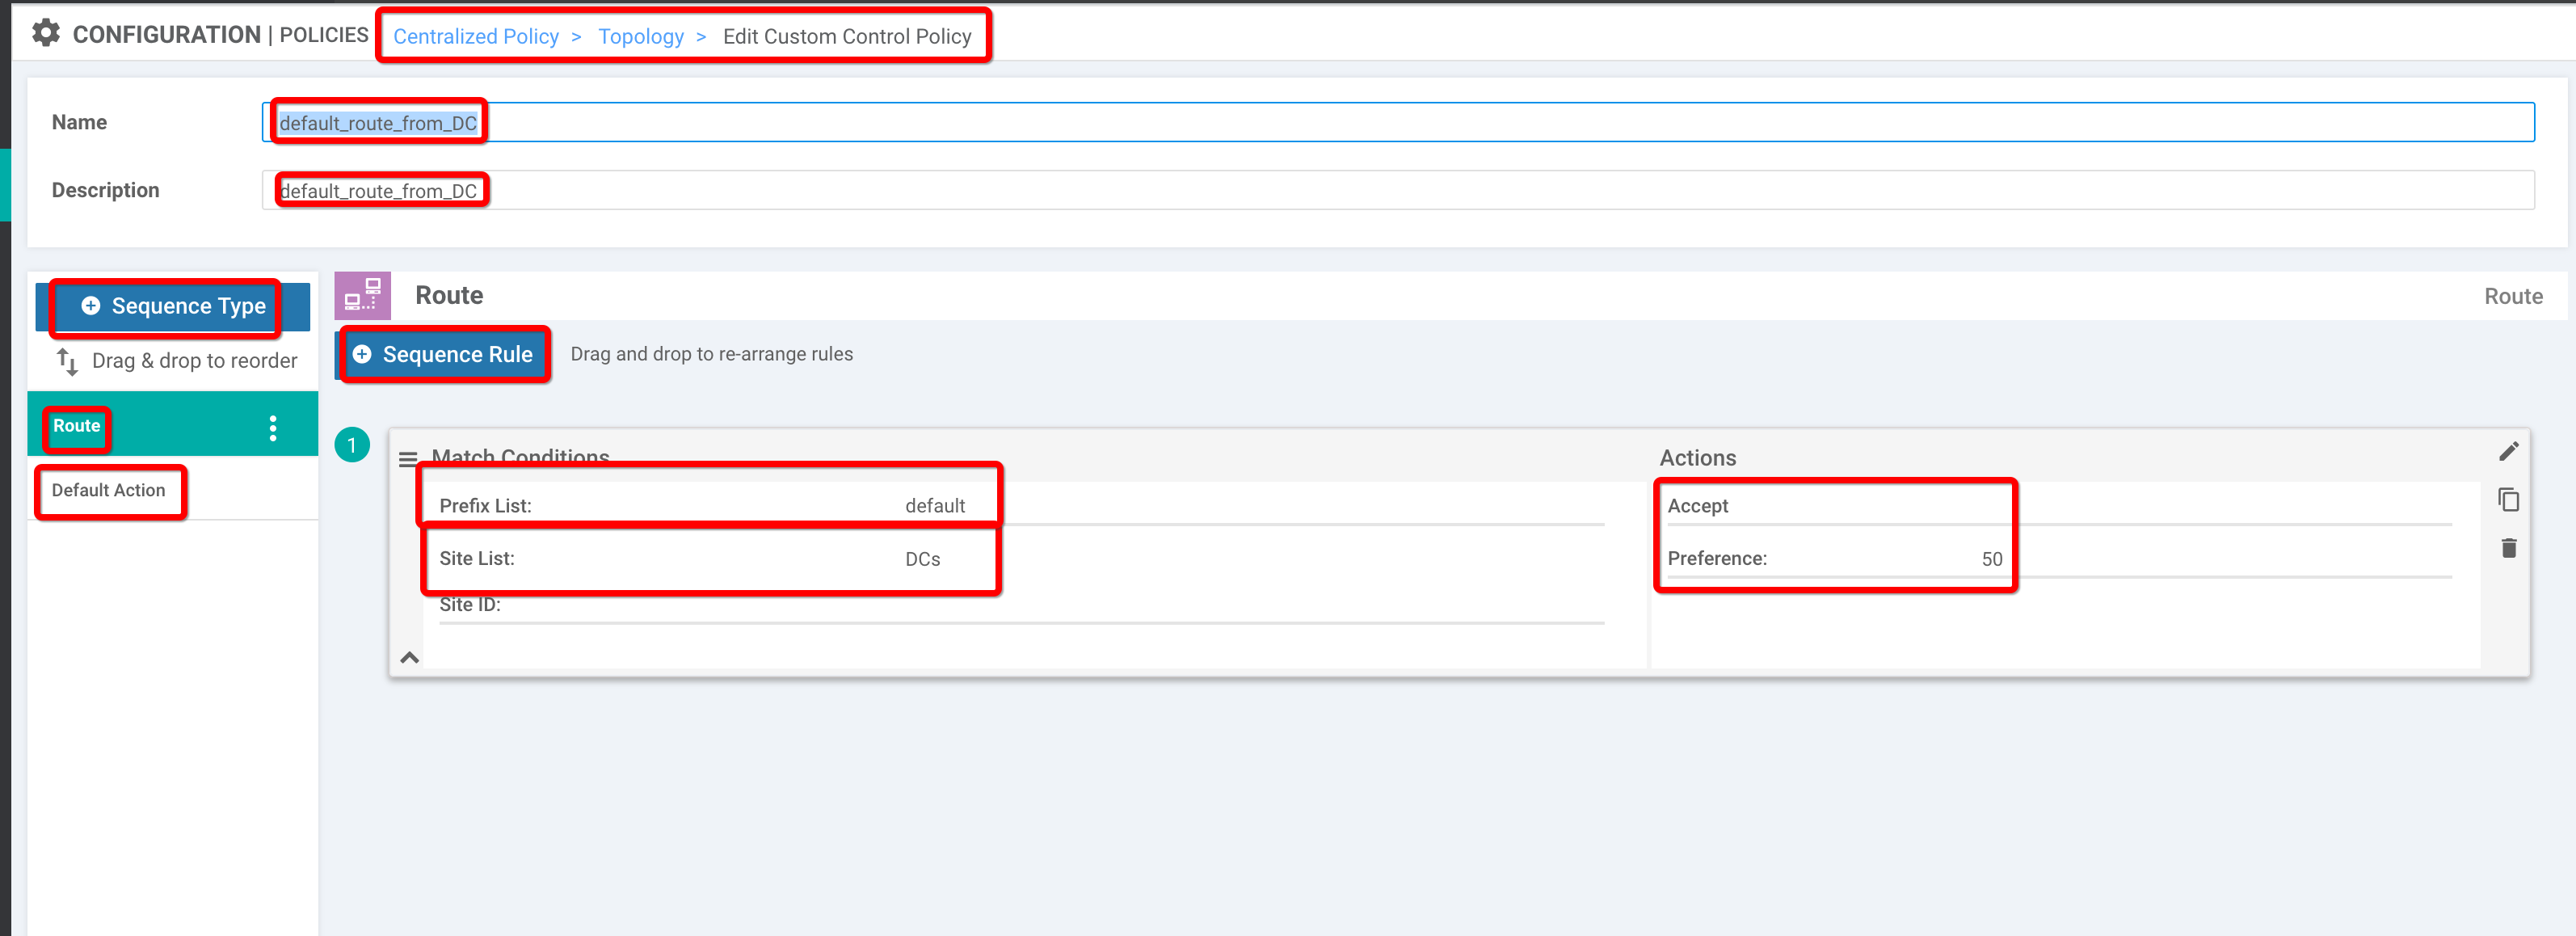 CONFIGURATION | POLICIES Centralized Policy > Topology > Edit Custom Control Policy
Name default_route_from_DC
Description default_route_from_DC
Sequence Type
Drag & drop to reorder
Route
Default Action
Route Route
Sequence Rule Drag and drop to re-arrange rules
1
Match Conditions Actions
Prefix List: default Accept
Site List: DCs Preference: 50
Site ID: